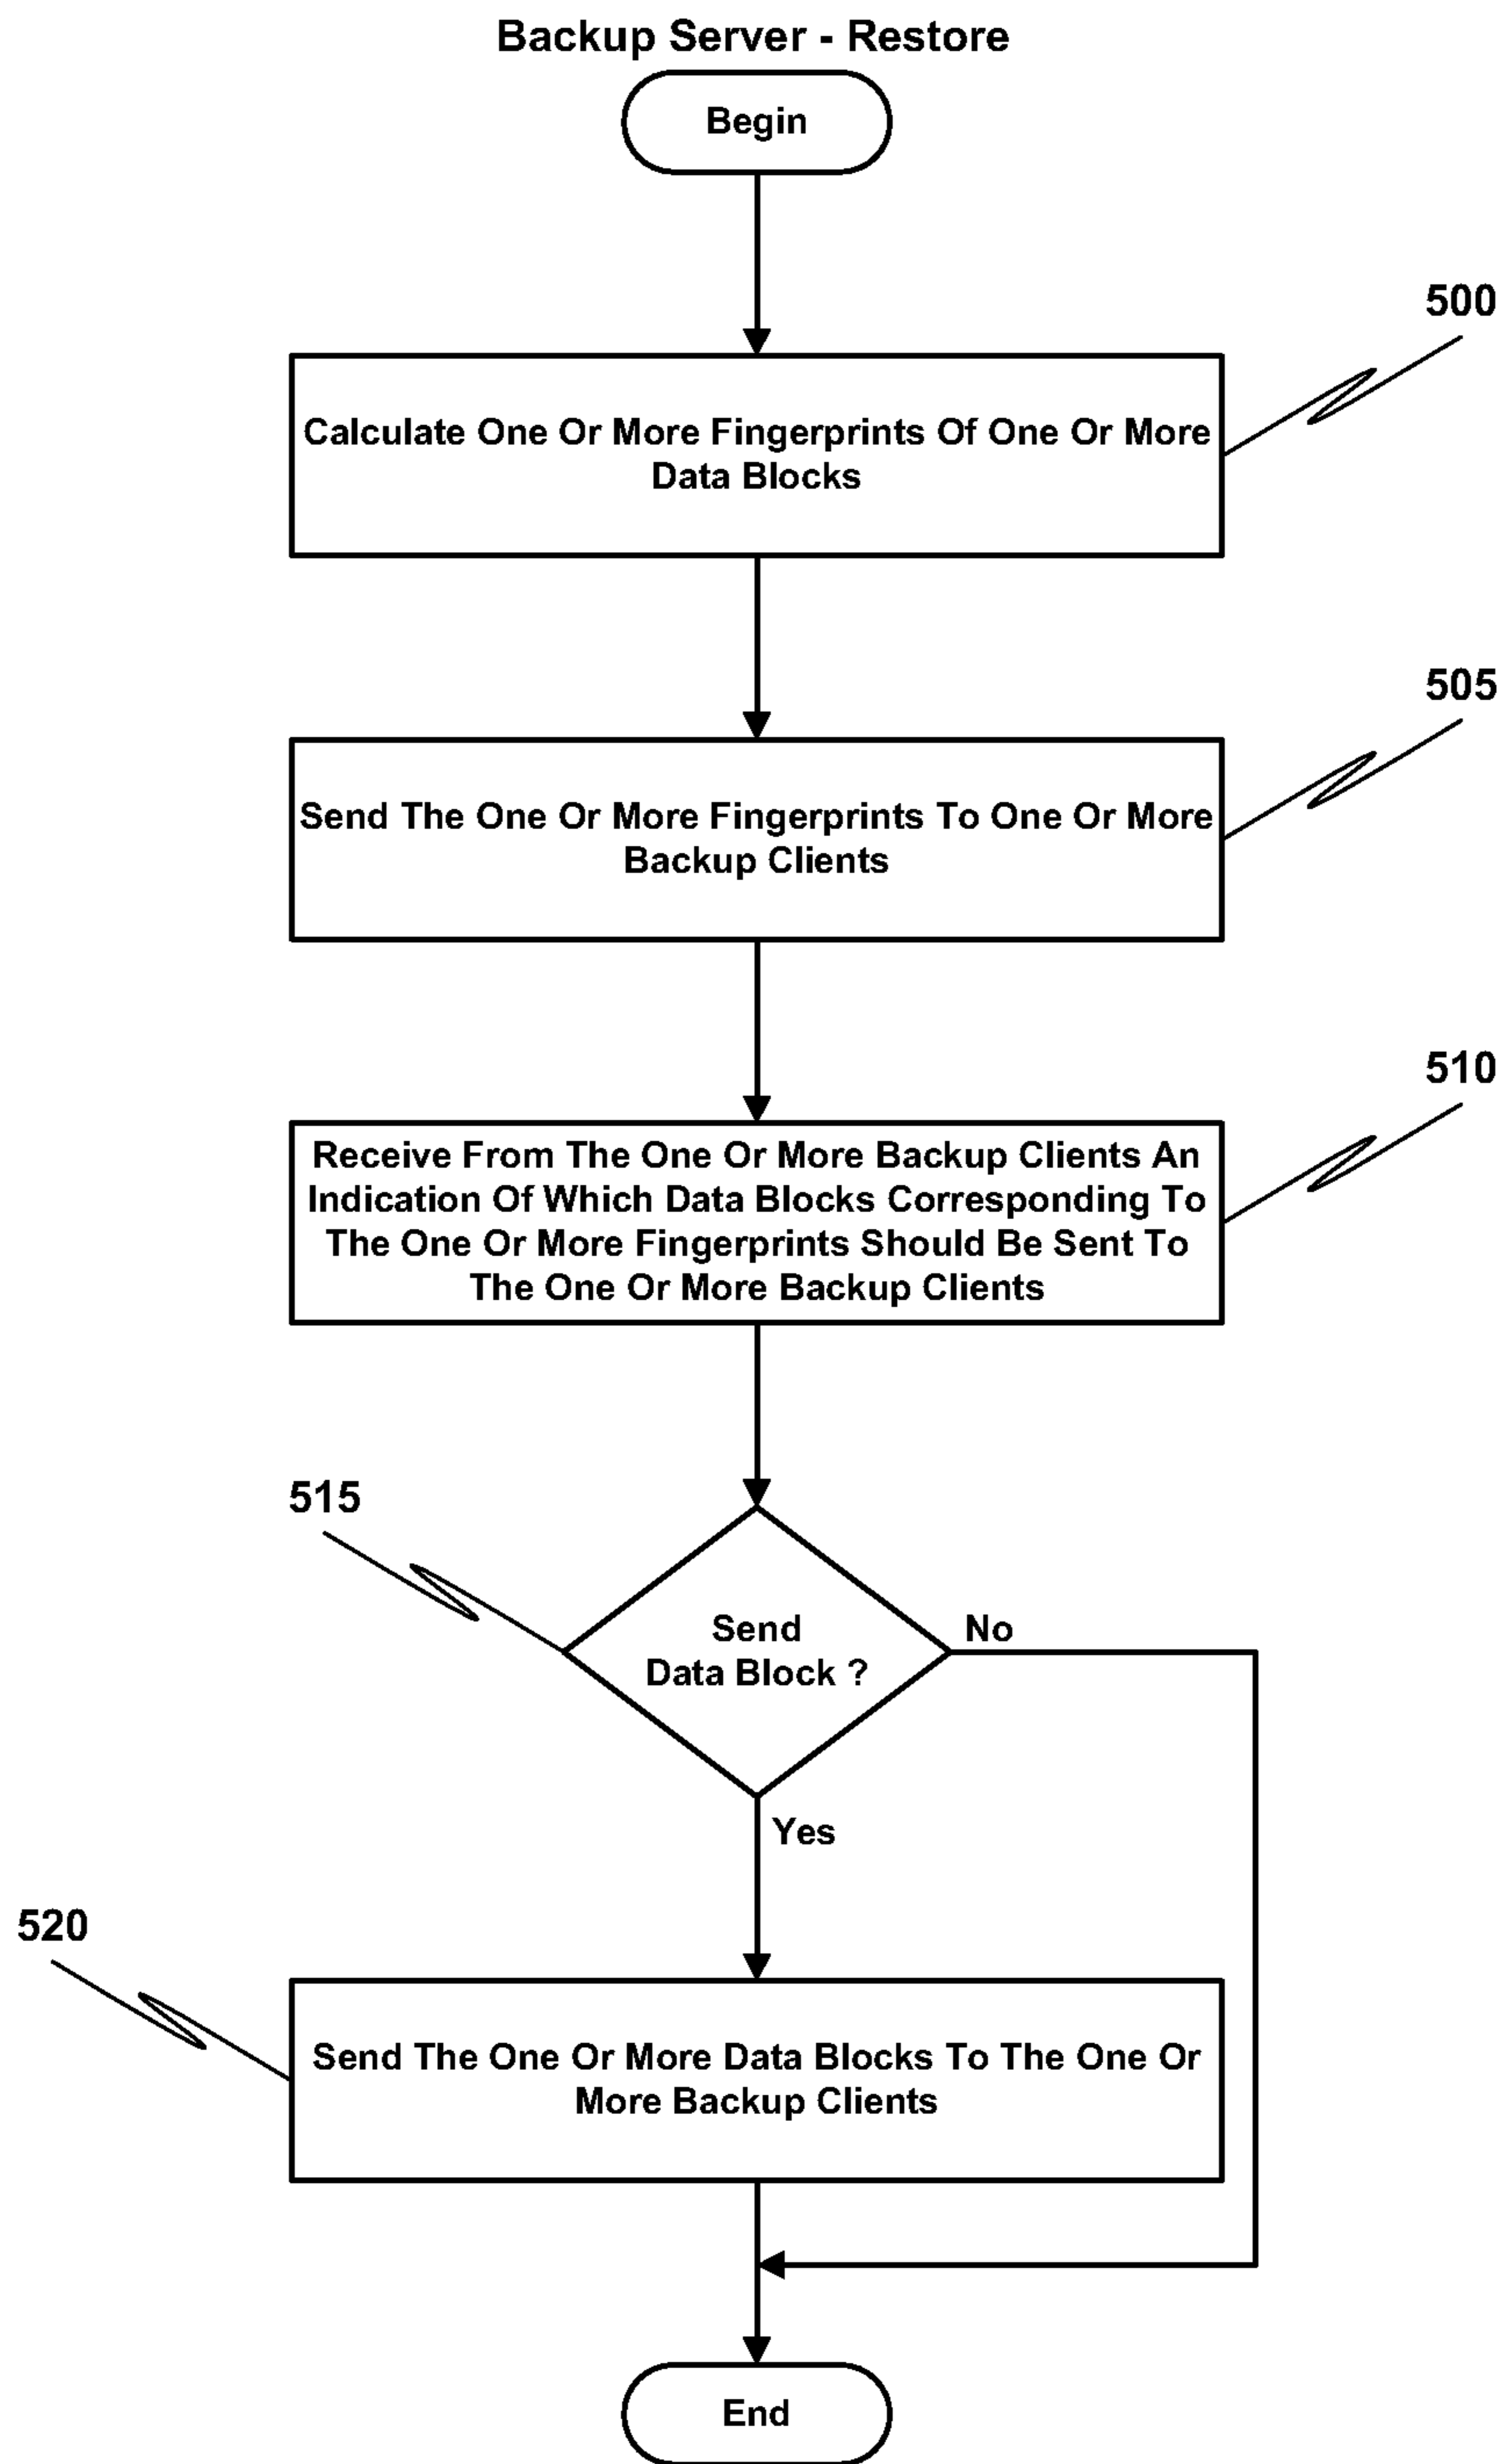 Backup Server - Restore
Begin
500
Calculate One Or More Fingerprints Of One Or More
Data Blocks
505
Send The One Or More Fingerprints To One Or More
Backup Clients
510
Receive From The One Or More Backup Clients An
Indication Of Which Data Blocks Corresponding To
The One Or More Fingerprints Should Be Sent To
The One Or More Backup Clients
515
Send
Data Block ?
No
Yes
520
Send The One Or More Data Blocks To The One Or
More Backup Clients
End